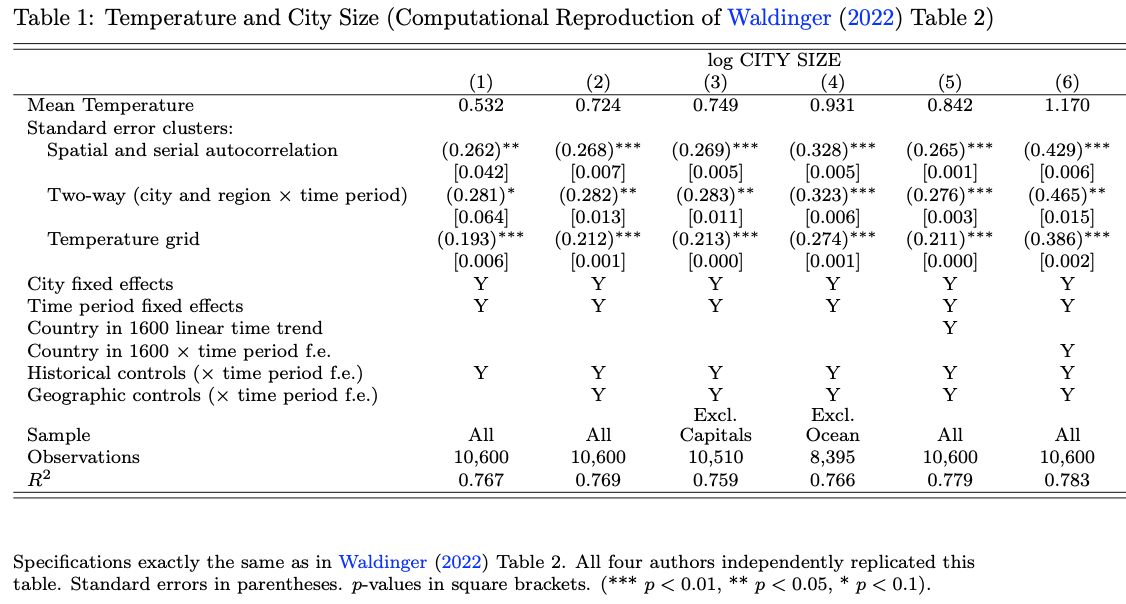 Table 1: Temperature and City Size (Computational Reproduction of Waldinger (2022) Table 2)
log CITY SIZE
(1) (2) (3) (4) (5) (6)
Mean Temperature 0.532 0.724 0.749 0.931 0.842 1.170
Standard error clusters:
Spatial and serial autocorrelation (0.262)** (0.268)*** (0.269)*** (0.328)*** (0.265)*** (0.429)***
[0.042] [0.007] [0.005] [0.005] [0.001] [0.006]
Two-way (city and region × time period) (0.281)* (0.282)** (0.283)** (0.323)*** (0.276)*** (0.465)**
[0.064] [0.013] [0.011] [0.006] [0.003] [0.015]
Temperature grid (0.193)*** (0.212)*** (0.213)*** (0.274)*** (0.211)*** (0.386)***
[0.006] [0.001] [0.000] [0.001] [0.000] [0.002]
City fixed effects Y Y Y Y Y Y
Time period fixed effects Y Y Y Y Y Y
Country in 1600 linear time trend Y
Country in 1600 × time period f.e. Y
Historical controls (× time period f.e.) Y Y Y Y Y Y
Geographic controls (× time period f.e.) Y Y Y Y Y
Excl. Excl.
Sample All All Capitals Ocean All All
Observations 10,600 10,600 10,510 8,395 10,600 10,600
R² 0.767 0.769 0.759 0.766 0.779 0.783
Specifications exactly the same as in Waldinger (2022) Table 2. All four authors independently replicated this
table. Standard errors in parentheses. p-values in square brackets. (*** p < 0.01, ** p < 0.05, * p < 0.1).